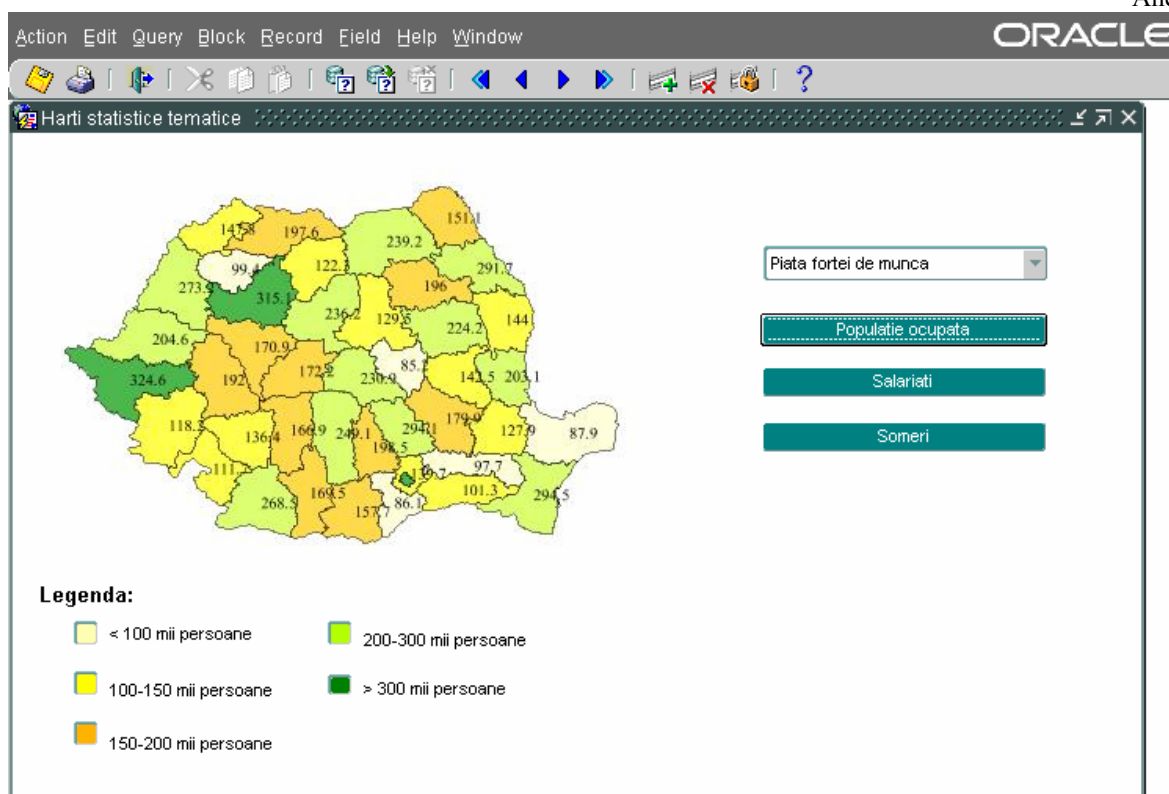 Action Edit Query Block Record Field Help Window
ORACLE
Harti statistice tematice
151.1
147.8 197.6
239.2
99.4 122.3 291.7
273.9 315.1 196
236.2 129.5 224.2 144
204.6 170.9
324.6 192 172.2 230.9 85.2 142.5 203.1
118.2 136.4 166.9 249.1 294.1 179.9 127.9 87.9
198.5
111. 97.7
268.5 169.5 101.3 294.5
157.7 86.1
Piata fortei de munca
Populatie ocupata
Salariati
Someri
Legenda:
< 100 mii persoane
200-300 mii persoane
100-150 mii persoane
> 300 mii persoane
150-200 mii persoane